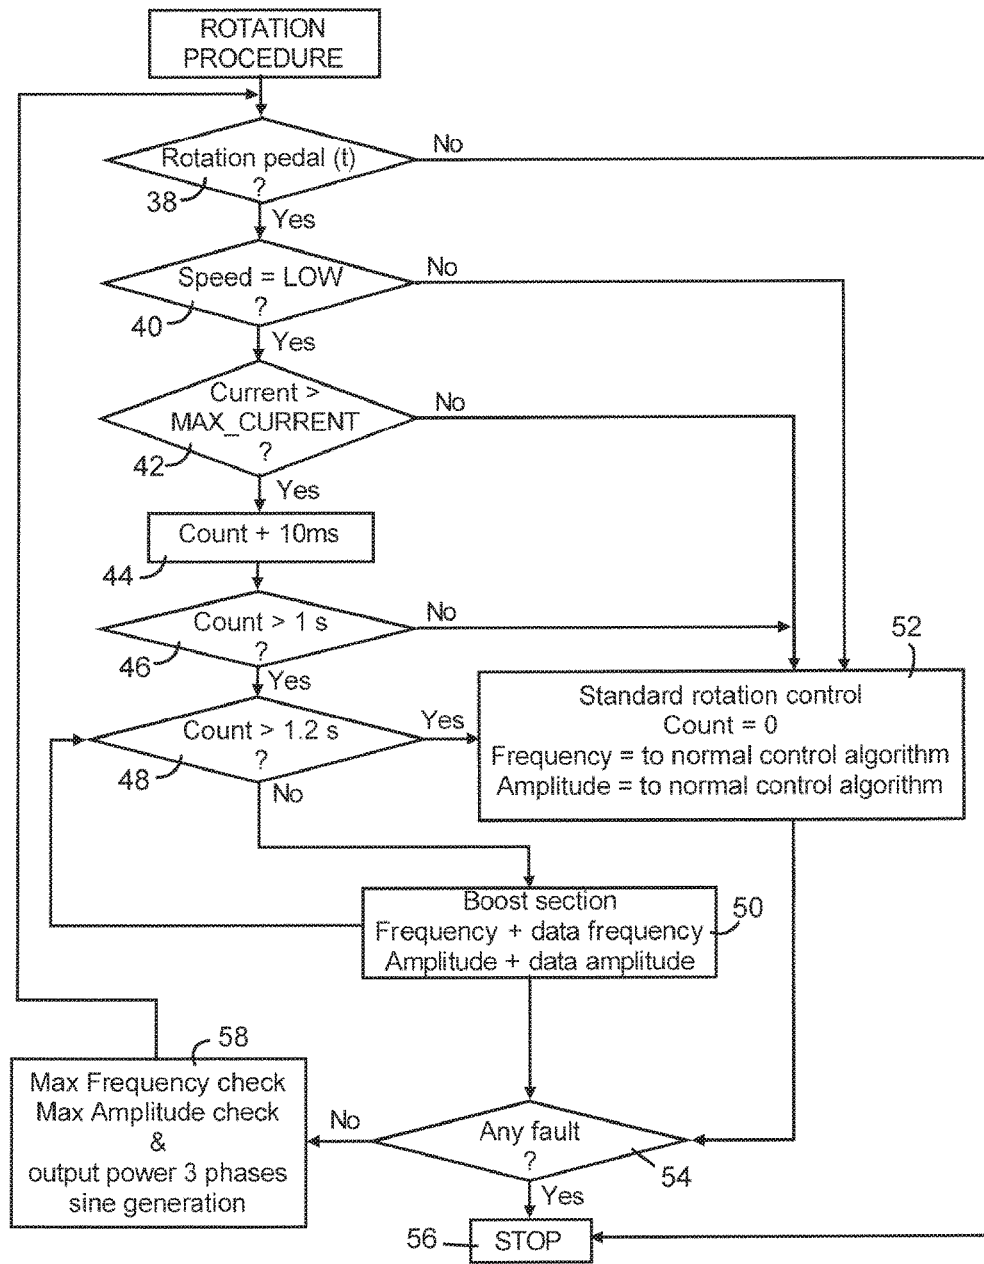 ROTATION
PROCEDURE
Rotation pedal (t)
?
38
No
Yes
Speed = LOW
?
40
No
Yes
Current >
MAX_CURRENT
?
42
No
Yes
Count + 10ms
44
Count > 1 s
?
46
No
Yes
Count > 1.2 s
?
48
Yes
No
52
Standard rotation control
Count = 0
Frequency = to normal control algorithm
Amplitude = to normal control algorithm
Boost section
Frequency + data frequency
Amplitude + data amplitude
50
58
Max Frequency check
Max Amplitude check
&
output power 3 phases
sine generation
No
Any fault
?
54
Yes
56
STOP